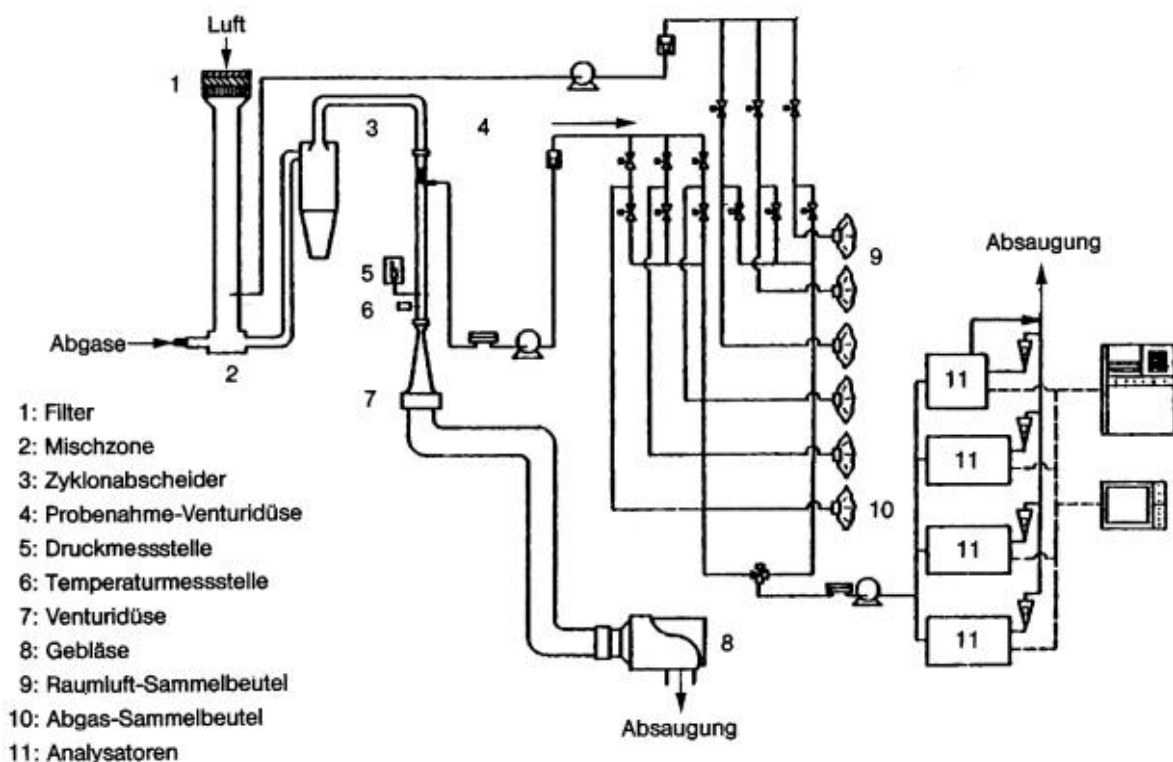 Luft
1
3
4
9
Absaugung
5
6
Abgase
2
7
11
11
10
11
11
8
Absaugung
1: Filter
2: Mischzone
3: Zyklonabscheider
4: Probenahme-Venturidüse
5: Druckmessstelle
6: Temperaturmessstelle
7: Venturidüse
8: Gebläse
9: Raumluft-Sammelbeutel
10: Abgas-Sammelbeutel
11: Analysatoren